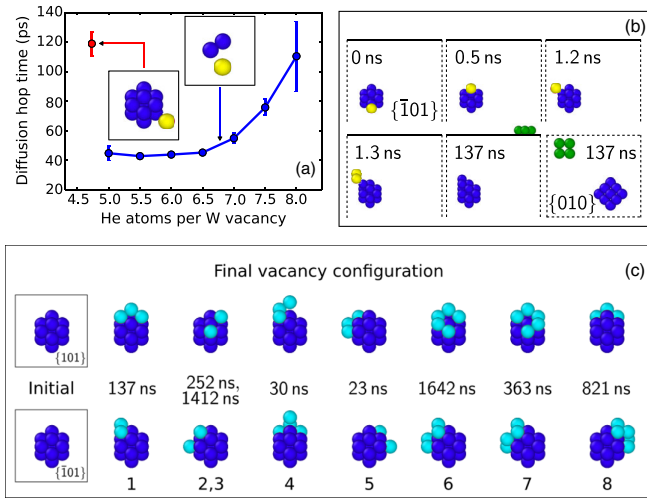 Diffusion hop time (ps)
140
120
100
80
60
40
20
4.5 5.0 5.5 6.0 6.5 7.0 7.5 8.0
He atoms per W vacancy
(a)
(b)
0 ns 0.5 ns 1.2 ns
{1̅01}
1.3 ns 137 ns 137 ns
{010}
(c)
Final vacancy configuration
{101}
Initial 137 ns 252 ns, 1412 ns 30 ns 23 ns 1642 ns 363 ns 821 ns
{1̅01}
1 2,3 4 5 6 7 8